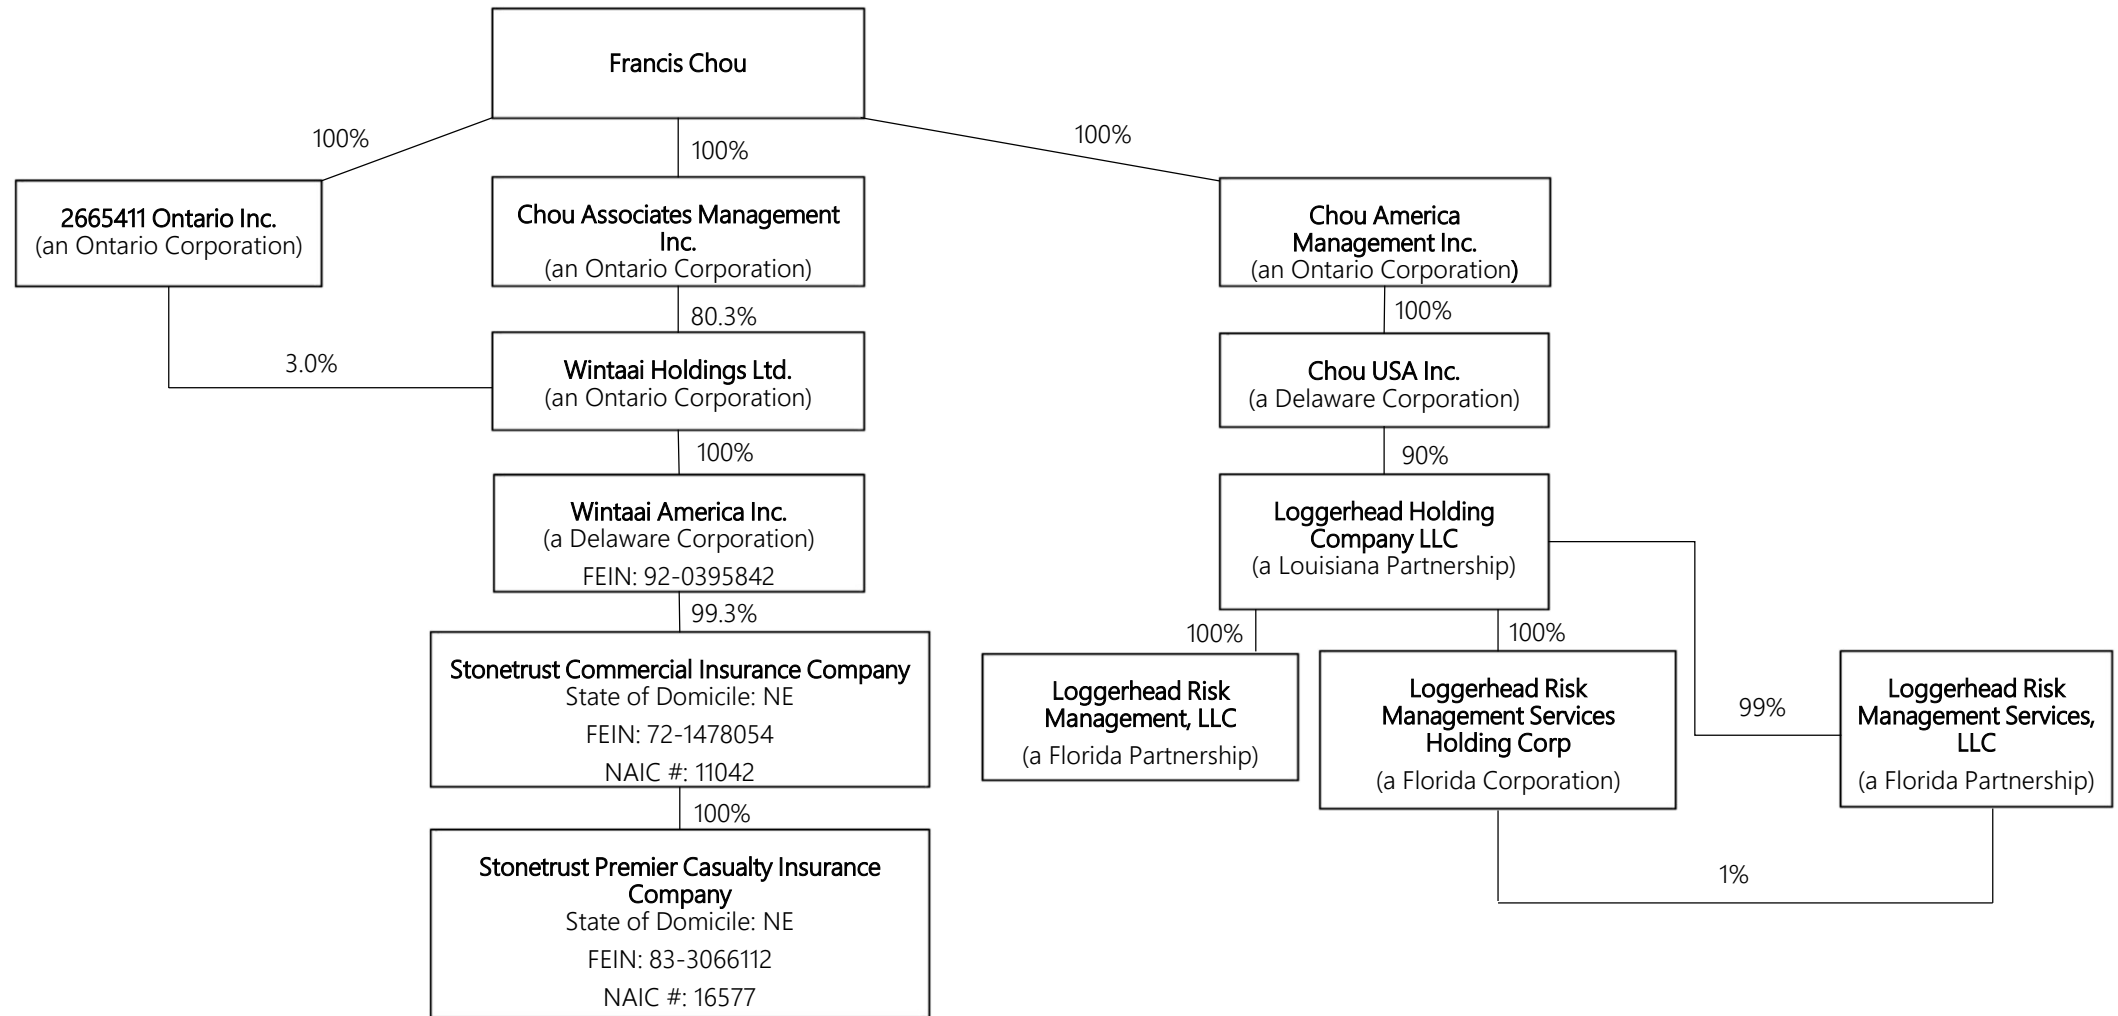 Francis Chou
100%
100%
100%
2665411 Ontario Inc.
(an Ontario Corporation)
Chou Associates Management
Inc.
(an Ontario Corporation)
Chou America
Management Inc.
(an Ontario Corporation)
80.3%
100%
3.0%
Wintaai Holdings Ltd.
(an Ontario Corporation)
Chou USA Inc.
(a Delaware Corporation)
100%
90%
Wintaai America Inc.
(a Delaware Corporation)
FEIN: 92-0395842
Loggerhead Holding
Company LLC
(a Louisiana Partnership)
99.3%
100%
100%
Stonetrust Commercial Insurance Company
State of Domicile: NE
FEIN: 72-1478054
NAIC #: 11042
Loggerhead Risk
Management, LLC
(a Florida Partnership)
Loggerhead Risk
Management Services
Holding Corp
(a Florida Corporation)
99%
Loggerhead Risk
Management Services,
LLC
(a Florida Partnership)
100%
1%
Stonetrust Premier Casualty Insurance
Company
State of Domicile: NE
FEIN: 83-3066112
NAIC #: 16577